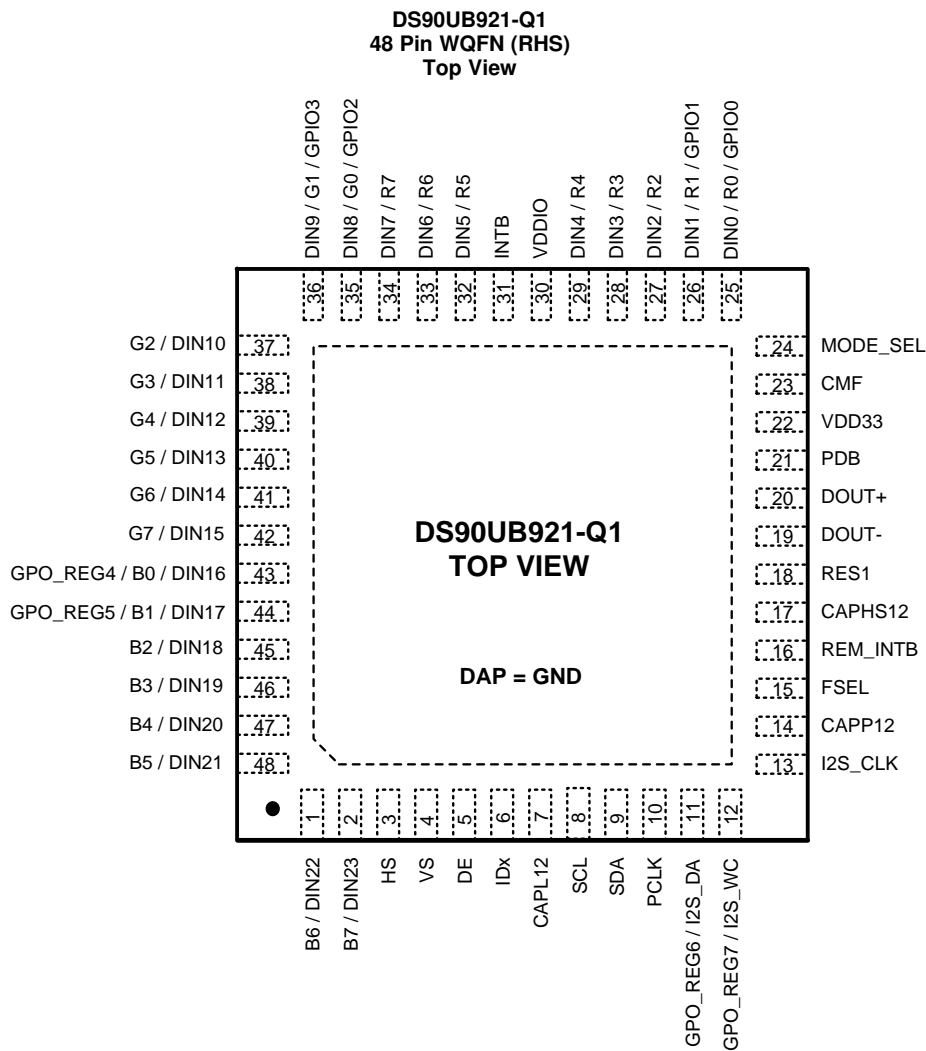 DS90UB921-Q1
48 Pin WQFN (RHS)
Top View
DIN9 / G1 / GPIO3
DIN8 / G0 / GPIO2
DIN7 / R7
DIN6 / R6
DIN5 / R5
INTB
VDDIO
DIN4 / R4
DIN3 / R3
DIN2 / R2
DIN1 / R1 / GPIO1
DIN0 / R0 / GPIO0
36
35
34
33
32
31
30
29
28
27
26
25
G2 / DIN10 37
G3 / DIN11 38
G4 / DIN12 39
G5 / DIN13 40
G6 / DIN14 41
G7 / DIN15 42
GPO_REG4 / B0 / DIN16 43
GPO_REG5 / B1 / DIN17 44
B2 / DIN18 45
B3 / DIN19 46
B4 / DIN20 47
B5 / DIN21 48
DS90UB921-Q1
TOP VIEW
DAP = GND
24 MODE_SEL
23 CMF
22 VDD33
21 PDB
20 DOUT+
19 DOUT-
18 RES1
17 CAPHS12
16 REM_INTB
15 FSEL
14 CAPP12
13 I2S_CLK
1
2
3
4
5
6
7
8
9
10
11
12
B6 / DIN22
B7 / DIN23
HS
VS
DE
IDx
CAPL12
SCL
SDA
PCLK
GPO_REG6 / I2S_DA
GPO_REG7 / I2S_WC